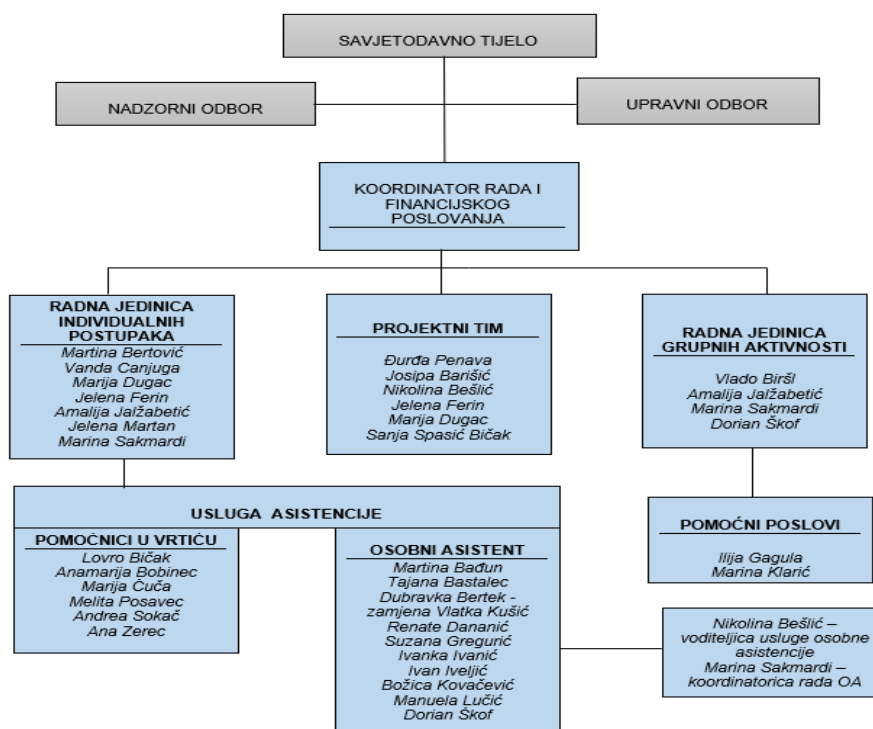 SAVJETODAVNO TIJELO
NADZORNI ODBOR
UPRAVNI ODBOR
KOORDINATOR RADA I
FINANCIJSKOG
POSLOVANJA
RADNA JEDINICA
INDIVIDUALNIH
POSTUPAKA
Martina Bertović
Vanda Canjuga
Marija Dugac
Jelena Ferin
Amalija Jalžabetić
Jelena Martan
Marina Sakmardi
PROJEKTNI TIM
Đurđa Penava
Josipa Barišić
Nikolina Bešlić
Jelena Ferin
Marija Dugac
Sanja Spasić Bičak
RADNA JEDINICA
GRUPNIH AKTIVNOSTI
Vlado Biršl
Amalija Jalžabetić
Marina Sakmardi
Dorian Škof
USLUGA ASISTENCIJE
POMOĆNICI U VRTIĆU
Lovro Bičak
Anamarija Bobinec
Marija Čuča
Melita Posavec
Andrea Sokač
Ana Zerec
OSOBNI ASISTENT
Martina Bađun
Tajana Bastalec
Dubravka Bertek -
zamjena Vlatka Kušić
Renate Dananić
Suzana Gregurić
Ivanka Ivanić
Ivan Iveljić
Božica Kovačević
Manuela Lučić
Dorian Škof
POMOĆNI POSLOVI
Ilija Gagula
Marina Klarić
Nikolina Bešlić –
voditeljica usluge osobne
asistencije
Marina Sakmardi –
koordinatorica rada OA